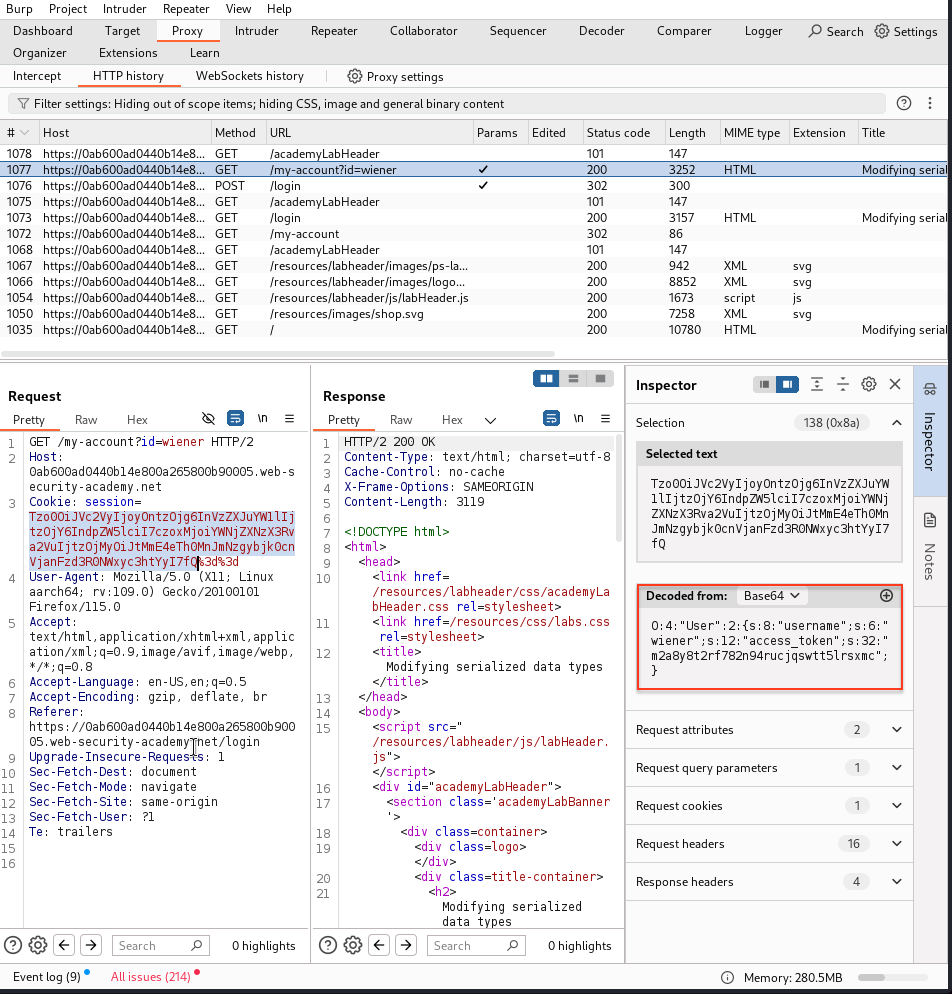 Burp Project Intruder Repeater View Help
Dashboard Target Proxy Intruder Repeater Collaborator Sequencer Decoder Comparer Logger Search Settings
Organizer Extensions Learn
Intercept HTTP history WebSockets history Proxy settings
Filter settings: Hiding out of scope items; hiding CSS, image and general binary content
# Host Method URL Params Edited Status code Length MIME type Extension Title
1078 https://0ab600ad0440b14e8... GET /academyLabHeader 101 147
1077 https://0ab600ad0440b14e8... GET /my-account?id=wiener ✓ 200 3252 HTML Modifying serial
1076 https://0ab600ad0440b14e8... POST /login ✓ 302 300
1075 https://0ab600ad0440b14e8... GET /academyLabHeader 101 147
1073 https://0ab600ad0440b14e8... GET /login 200 3157 HTML Modifying serial
1072 https://0ab600ad0440b14e8... GET /my-account 302 86
1068 https://0ab600ad0440b14e8... GET /academyLabHeader 101 147
1067 https://0ab600ad0440b14e8... GET /resources/labheader/images/ps-la... 200 942 XML svg
1066 https://0ab600ad0440b14e8... GET /resources/labheader/images/logo... 200 8852 XML svg
1054 https://0ab600ad0440b14e8... GET /resources/labheader/js/labHeader.js 200 1673 script js
1050 https://0ab600ad0440b14e8... GET /resources/images/shop.svg 200 7258 XML svg
1035 https://0ab600ad0440b14e8... GET / 200 10780 HTML Modifying serial
Request
Pretty Raw Hex \n
1 GET /my-account?id=wiener HTTP/2
2 Host:
0ab600ad0440b14e800a265800b90005.web-s
ecurity-academy.net
3 Cookie: session=
Tzo0OiJVc2VyIjoyOntzOjg6InVzZXJuYW1lIj
tzOjY6IndpZW5lciI7czoxMjoiYWNjZXNzX3Rv
a2VuIjtzOjMyOiJtMmE4eTh0MnJmNzgybjk0cn
VjanFzd3R0NWxyc3htYyI7fQ%3d%3d
4 User-Agent: Mozilla/5.0 (X11; Linux
aarch64; rv:109.0) Gecko/20100101
Firefox/115.0
5 Accept:
text/html,application/xhtml+xml,applic
ation/xml;q=0.9,image/avif,image/webp,
*/*;q=0.8
6 Accept-Language: en-US,en;q=0.5
7 Accept-Encoding: gzip, deflate, br
8 Referer:
https://0ab600ad0440b14e800a265800b900
05.web-security-academy.net/login
9 Upgrade-Insecure-Requests: 1
10 Sec-Fetch-Dest: document
11 Sec-Fetch-Mode: navigate
12 Sec-Fetch-Site: same-origin
13 Sec-Fetch-User: ?1
14 Te: trailers
15
16
Search 0 highlights
Response
Pretty Raw Hex \n
1 HTTP/2 200 OK
2 Content-Type: text/html; charset=utf-8
3 Cache-Control: no-cache
4 X-Frame-Options: SAMEORIGIN
5 Content-Length: 3119
6
7 <!DOCTYPE html>
8 <html>
9 <head>
10 <link href=
/resources/labheader/css/academyLa
bHeader.css rel=stylesheet>
11 <link href=/resources/css/labs.css
rel=stylesheet>
12 <title>
Modifying serialized data types
</title>
13 </head>
14 <body>
15 <script src="
/resources/labheader/js/labHeader.
js">
</script>
16 <div id="academyLabHeader">
17 <section class='academyLabBanner
'>
18 <div class=container>
19 <div class=logo>
</div>
20 <div class=title-container>
21 <h2>
Modifying serialized
data types
Search 0 highlights
Inspector
Selection 138 (0x8a)
Selected text
Tzo0OiJVc2VyIjoyOntzOjg6InVzZXJuYW
1lIjtzOjY6IndpZW5lciI7czoxMjoiYWNj
ZXNzX3Rva2VuIjtzOjMyOiJtMmE4eTh0Mn
JmNzgybjk0cnVjanFzd3R0NWxyc3htYyI7
fQ
Decoded from: Base64
O:4:"User":2:{s:8:"username";s:6:"
wiener";s:12:"access_token";s:32:"
m2a8y8t2rf782n94rucjqswtt5lrsxmc";
}
Request attributes 2
Request query parameters 1
Request cookies 1
Request headers 16
Response headers 4
Inspector
Notes
Event log (9) All issues (214) Memory: 280.5MB